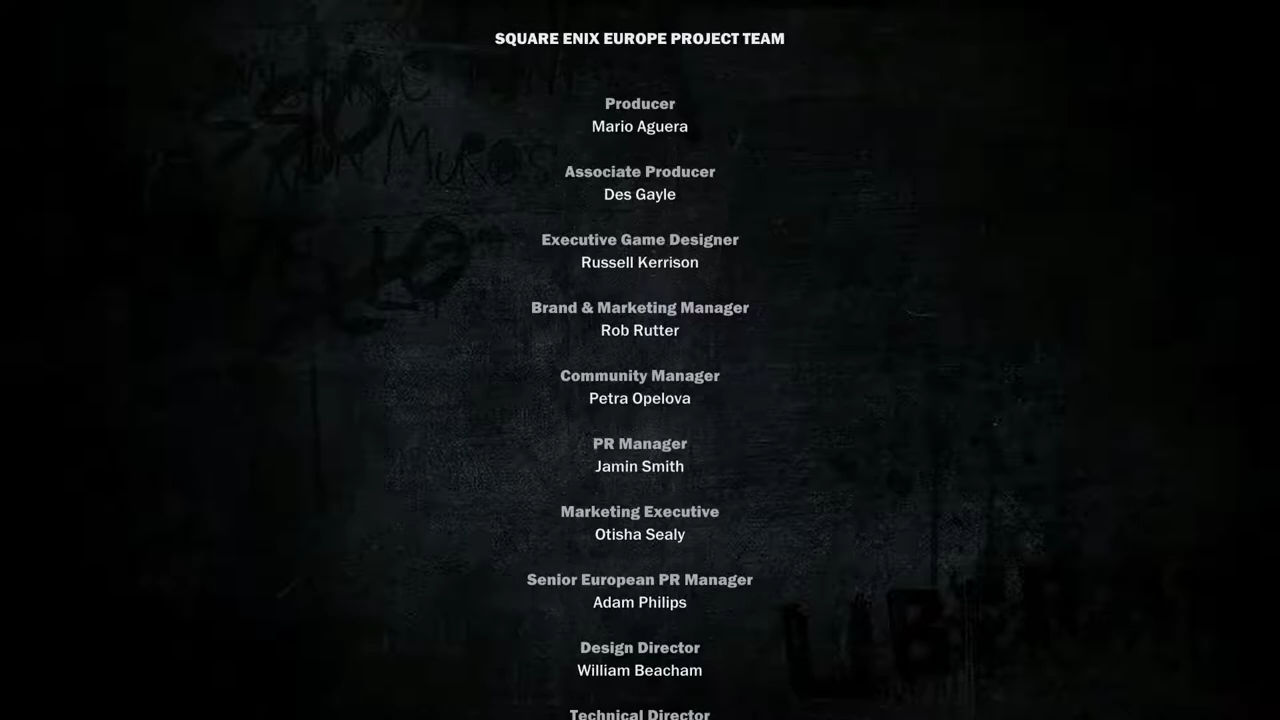 SQUARE ENIX EUROPE PROJECT TEAM
Producer
Mario Aguera
Associate Producer
Des Gayle
Executive Game Designer
Russell Kerrison
Brand & Marketing Manager
Rob Rutter
Community Manager
Petra Opelova
PR Manager
Jamin Smith
Marketing Executive
Otisha Sealy
Senior European PR Manager
Adam Philips
Design Director
William Beacham
Technical Director